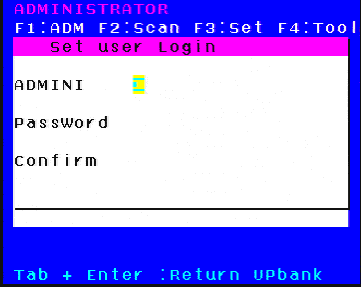 ADMINISTRATOR
F1:ADM F2:Scan F3:Set F4:Tool
Set user Login
ADMINI
PassWord
Confirm
Tab + Enter :Return UPbank